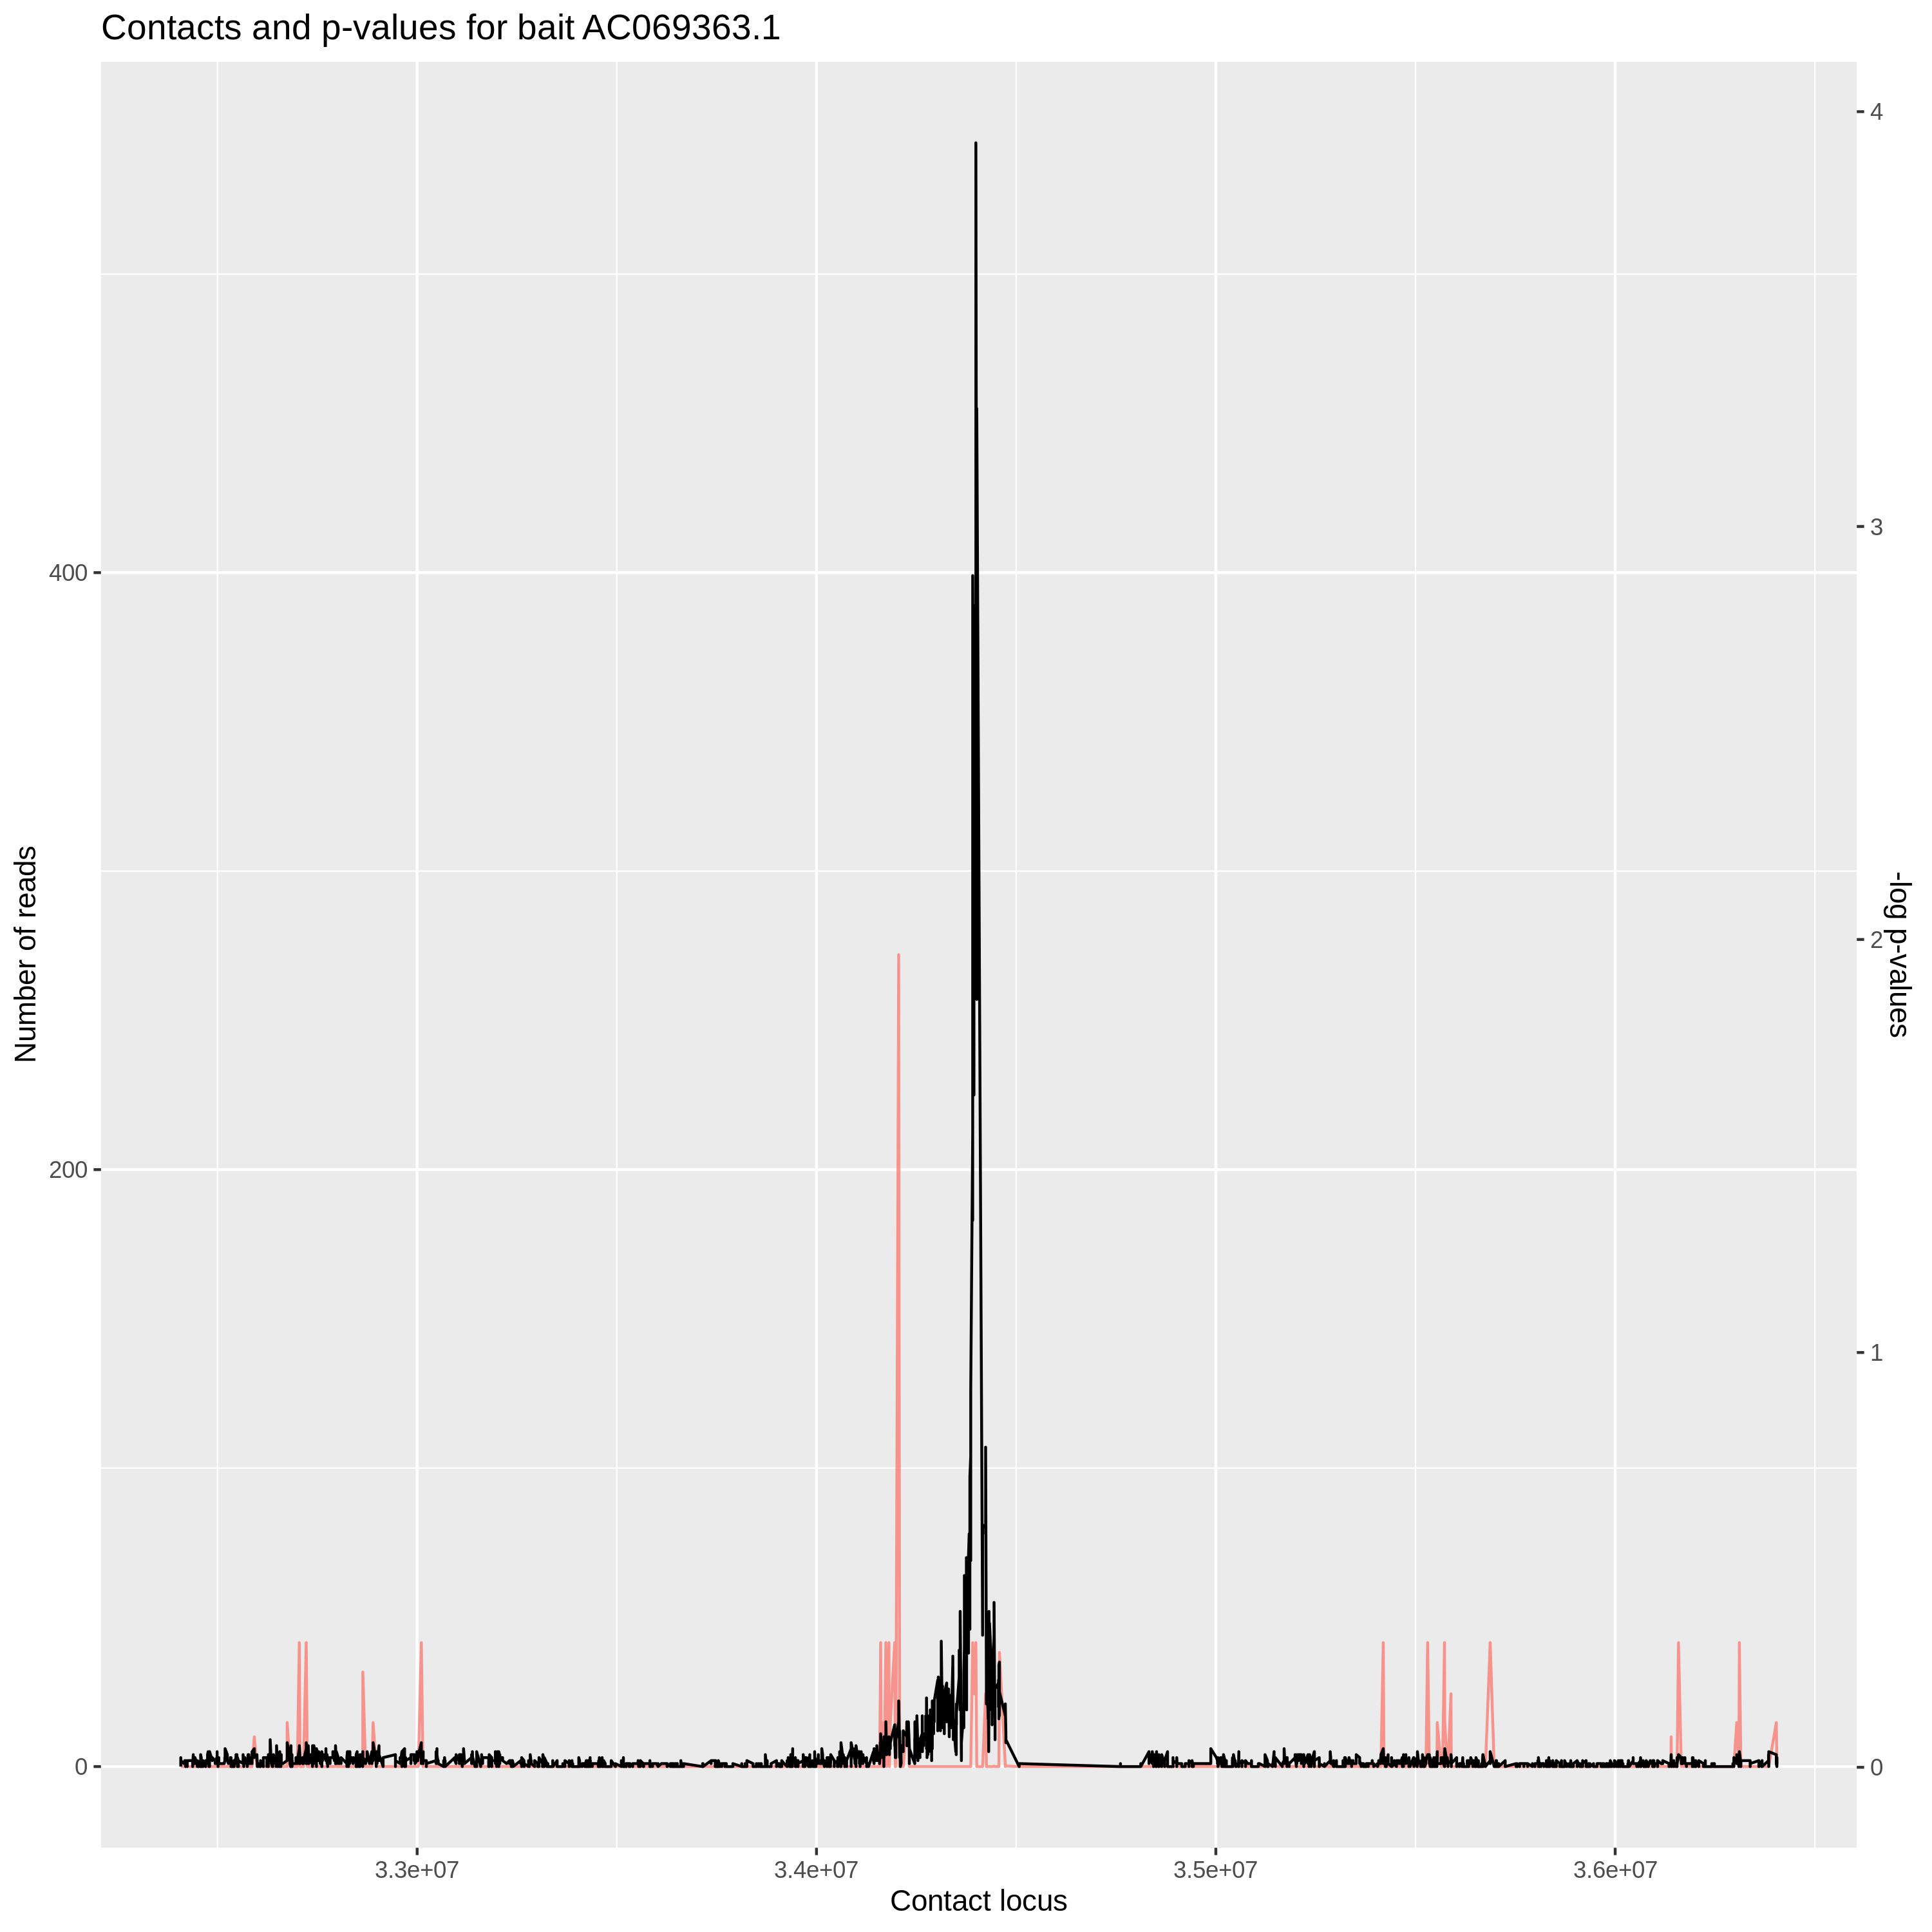 Contacts and p-values for bait AC069363.1
Number of reads
400
200
0
4
3
2
1
0
-log p-values
3.3e+07
3.4e+07
3.5e+07
3.6e+07
Contact locus